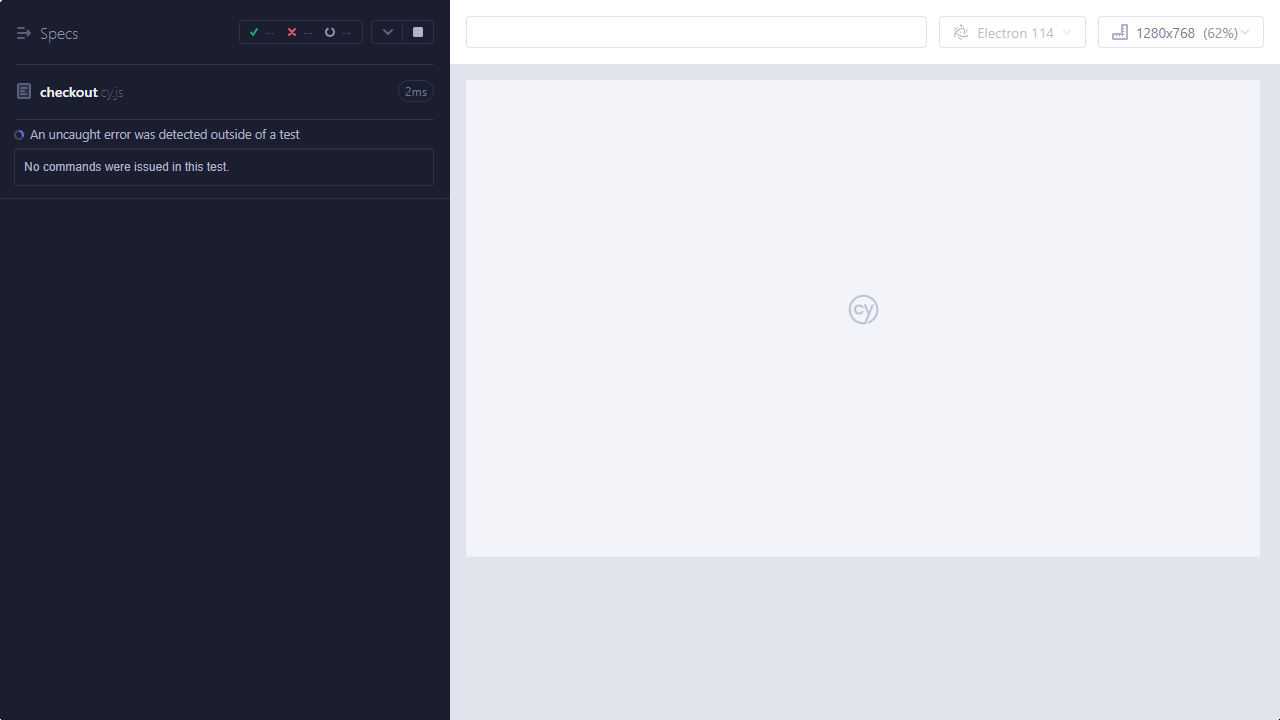 Specs
-- -- --
checkout.cy.js
2ms
An uncaught error was detected outside of a test
No commands were issued in this test.
Electron 114
1280x768 (62%)
cy